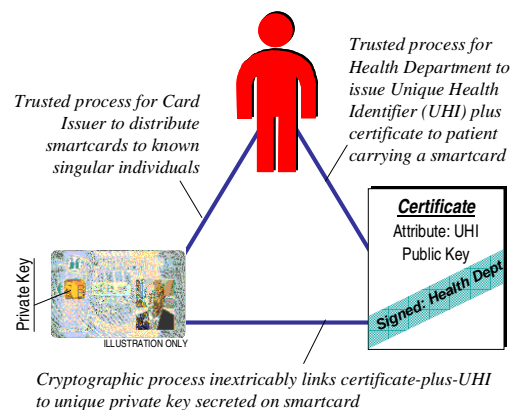 Trusted process for
Health Department to
issue Unique Health
Identifier (UHI) plus
certificate to patient
carrying a smartcard
Trusted process for Card
Issuer to distribute
smartcards to known
singular individuals
Certificate
Attribute: UHI
Public Key
Signed: Health Dept
Private Key
ILLUSTRATION ONLY
Cryptographic process inextricably links certificate-plus-UHI
to unique private key secreted on smartcard